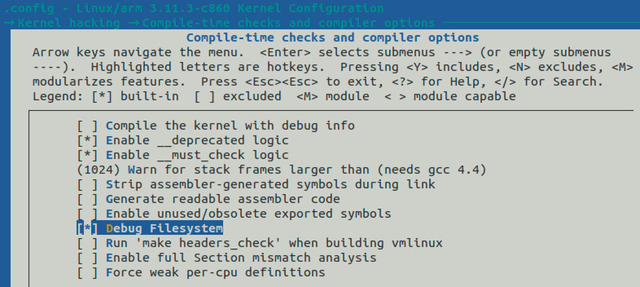 .config - Linux/arm 3.11.3-c860 Kernel Configuration
→ Kernel hacking → Compile-time checks and compiler options
Compile-time checks and compiler options
Arrow keys navigate the menu.  <Enter> selects submenus ---> (or empty submenus
----).  Highlighted letters are hotkeys.  Pressing <Y> includes, <N> excludes, <M>
modularizes features.  Press <Esc><Esc> to exit, <?> for Help, </> for Search.
Legend: [*] built-in  [ ] excluded  <M> module  < > module capable
[ ] Compile the kernel with debug info
[*] Enable __deprecated logic
[*] Enable __must_check logic
(1024) Warn for stack frames larger than (needs gcc 4.4)
[ ] Strip assembler-generated symbols during link
[ ] Generate readable assembler code
[ ] Enable unused/obsolete exported symbols
[*] Debug Filesystem
[ ] Run 'make headers_check' when building vmlinux
[ ] Enable full Section mismatch analysis
[ ] Force weak per-cpu definitions